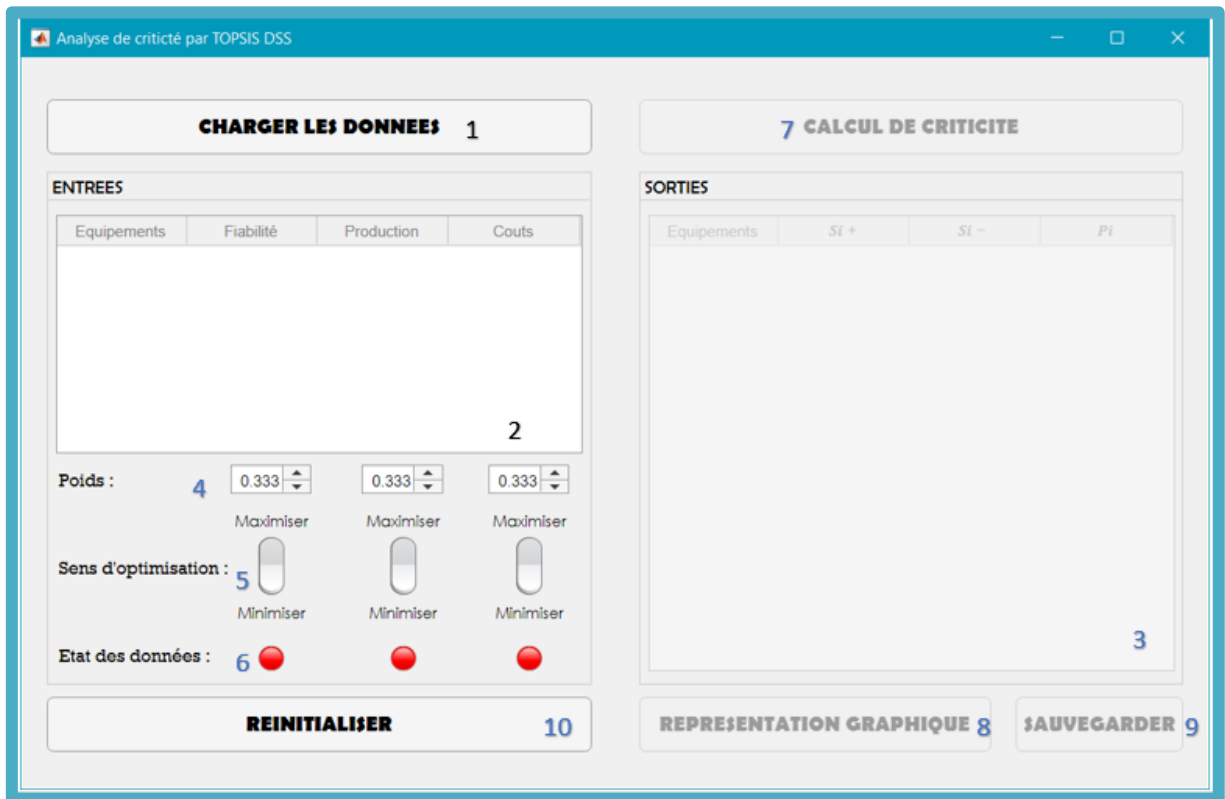 Analyse de cricté par TOPSIS DSS
CHARGER LES DONNEES 1
7 CALCUL DE CRITICITE
ENTREES
Equipements Fiabilité Production Couts
2
Poids : 4 0.333 0.333 0.333
Maximiser Maximiser Maximiser
Sens d'optimisation : 5
Minimiser Minimiser Minimiser
Etat des données : 6
SORTIES
Equipements Si + Si − Pi
3
REINITIALISER 10
REPRESENTATION GRAPHIQUE 8
SAUVEGARDER 9